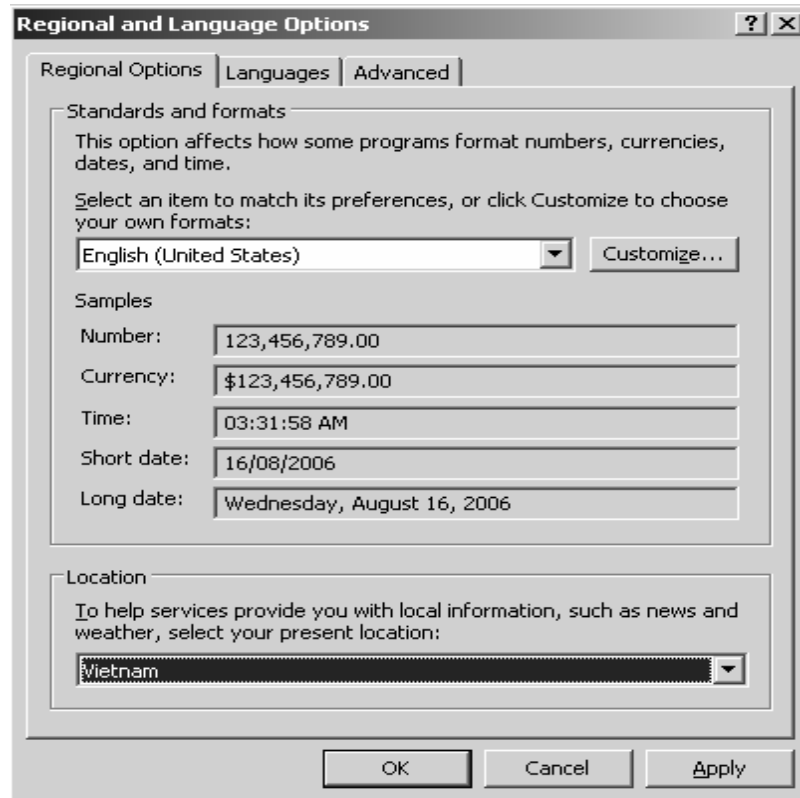 Regional and Language Options
Regional Options Languages Advanced
Standards and formats
This option affects how some programs format numbers, currencies,
dates, and time.
Select an item to match its preferences, or click Customize to choose
your own formats:
English (United States) Customize...
Samples
Number: 123,456,789.00
Currency: $123,456,789.00
Time: 03:31:58 AM
Short date: 16/08/2006
Long date: Wednesday, August 16, 2006
Location
To help services provide you with local information, such as news and
weather, select your present location:
Vietnam
OK Cancel Apply